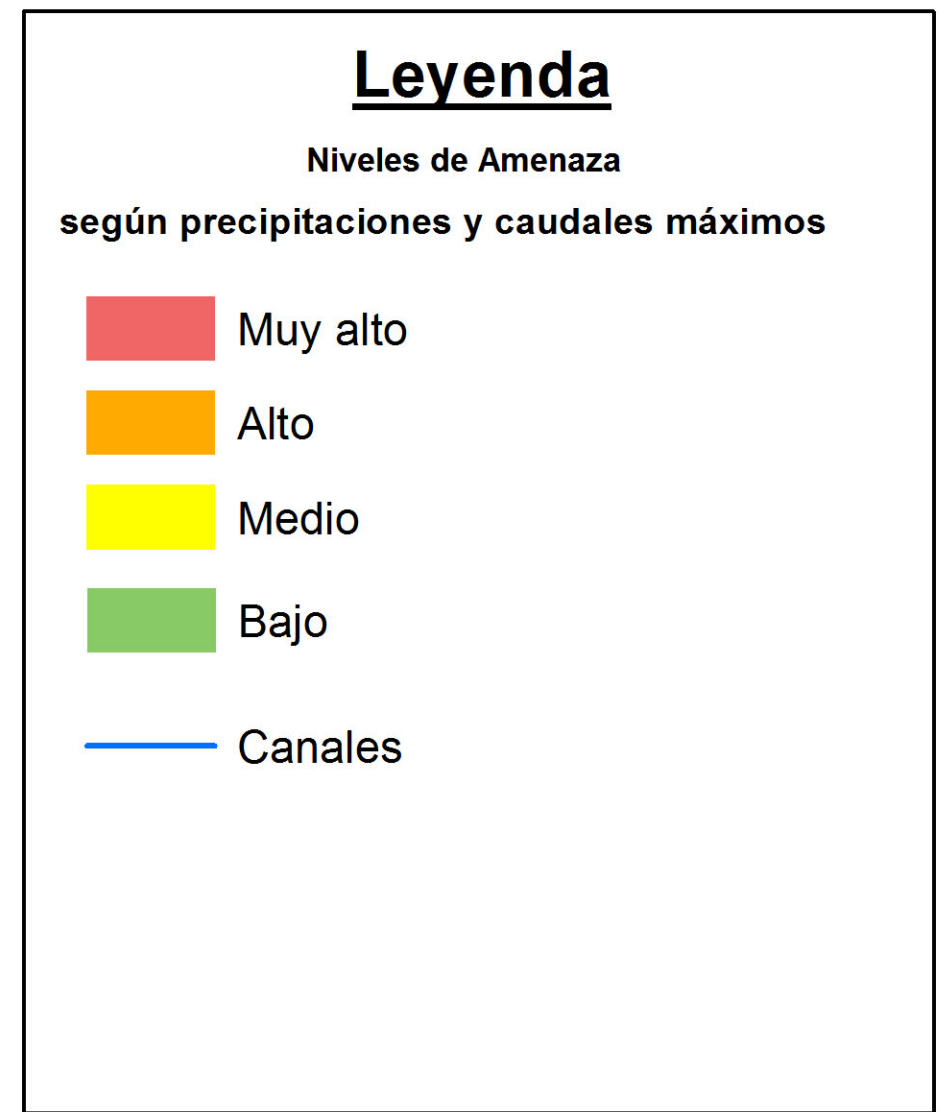 Leyenda
Niveles de Amenaza
según precipitaciones y caudales máximos
Muy alto
Alto
Medio
Bajo
Canales